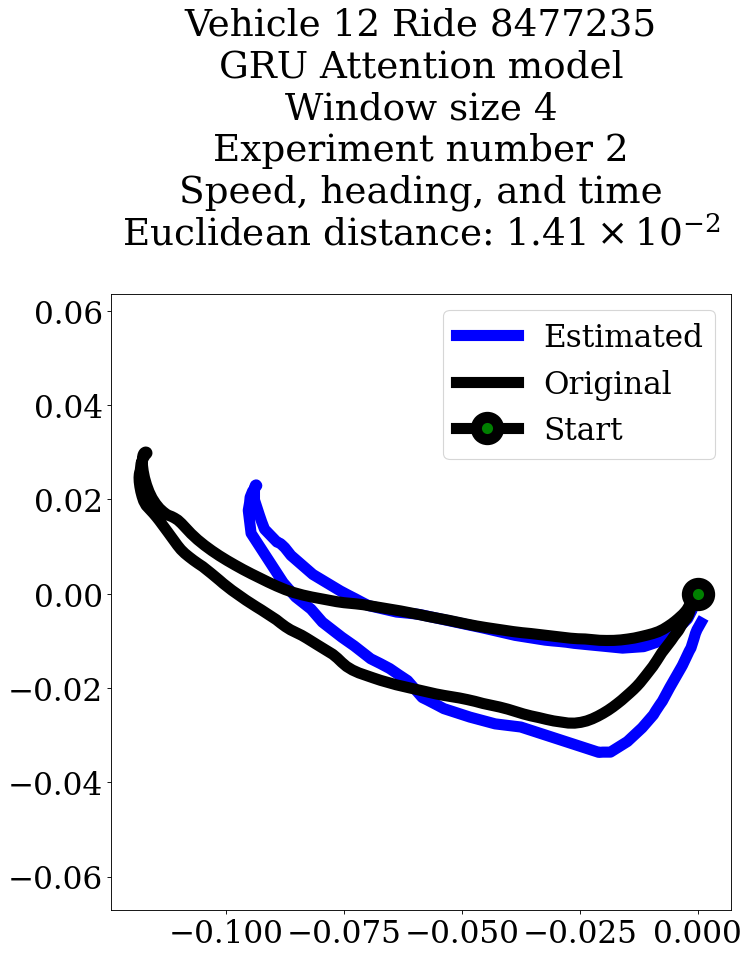 Vehicle 12 Ride 8477235
GRU Attention model
Window size 4
Experiment number 2
Speed, heading, and time
Euclidean distance: 1.41 × 10⁻²
0.06
0.04
0.02
0.00
−0.02
−0.04
−0.06
Estimated
Original
Start
−0.100 −0.075 −0.050 −0.025 0.000